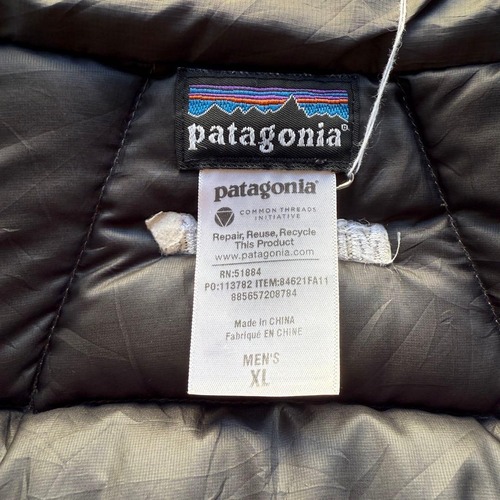 patagonia®
patagonia®
COMMON THREADS
INITIATIVE
Repair, Reuse, Recycle
This Product
www.patagonia.com
RN:51884
PO:113782 ITEM:84621FA11
885657208784
Made in CHINA
Fabriqué EN CHINE
MEN'S
XL